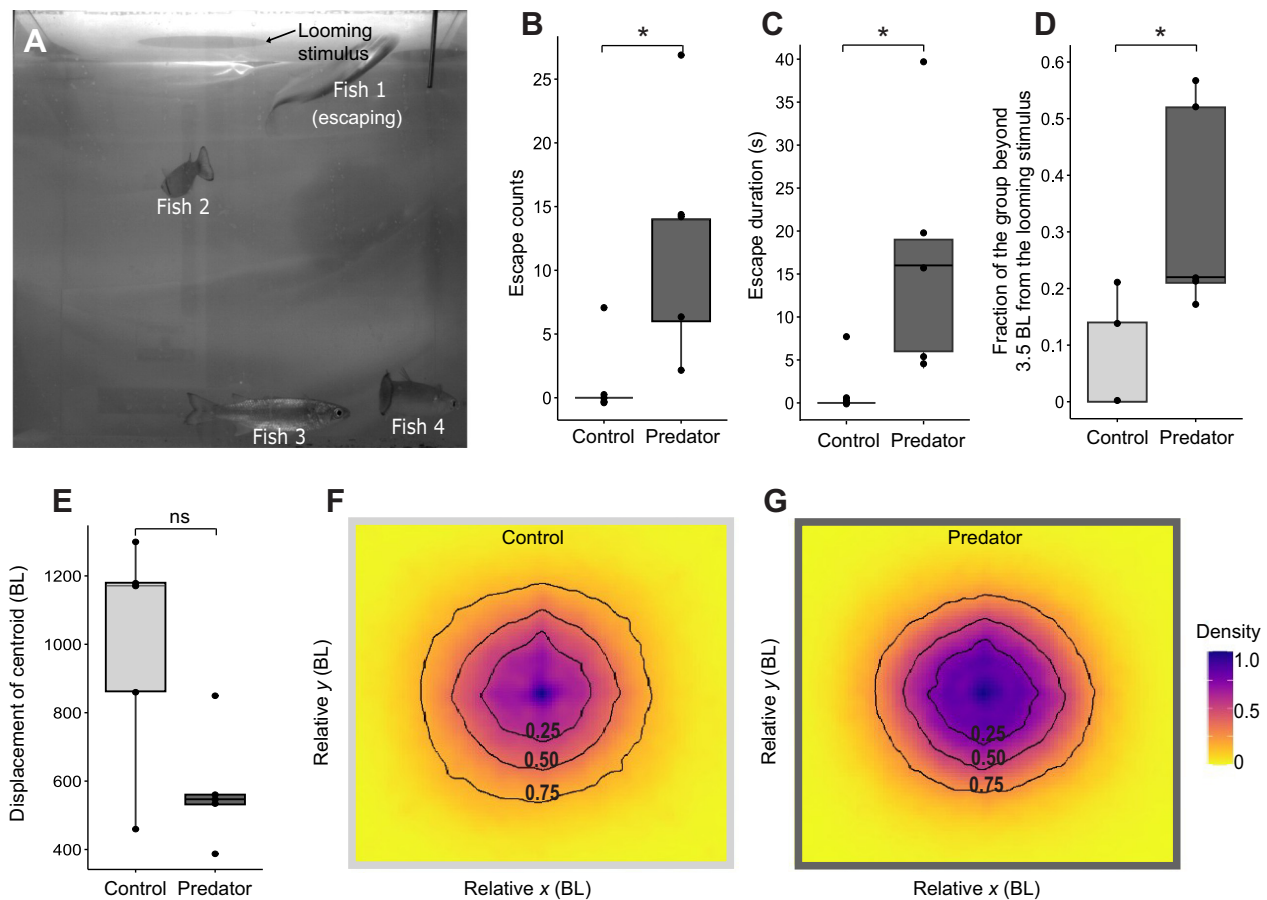 A
Looming
stimulus
Fish 1
(escaping)
Fish 2
Fish 3
Fish 4
B
*
Escape counts
25
20
15
10
5
0
Control Predator
C
*
Escape duration (s)
40
35
30
25
20
15
10
5
0
Control Predator
D
*
Fraction of the group beyond
3.5 BL from the looming stimulus
0.6
0.5
0.4
0.3
0.2
0.1
0
Control Predator
E
ns
Displacement of centroid (BL)
1200
1000
800
600
400
Control Predator
F
Control
Relative y (BL)
0.25
0.50
0.75
Relative x (BL)
G
Predator
Relative y (BL)
0.25
0.50
0.75
Relative x (BL)
Density
1.0
0.5
0